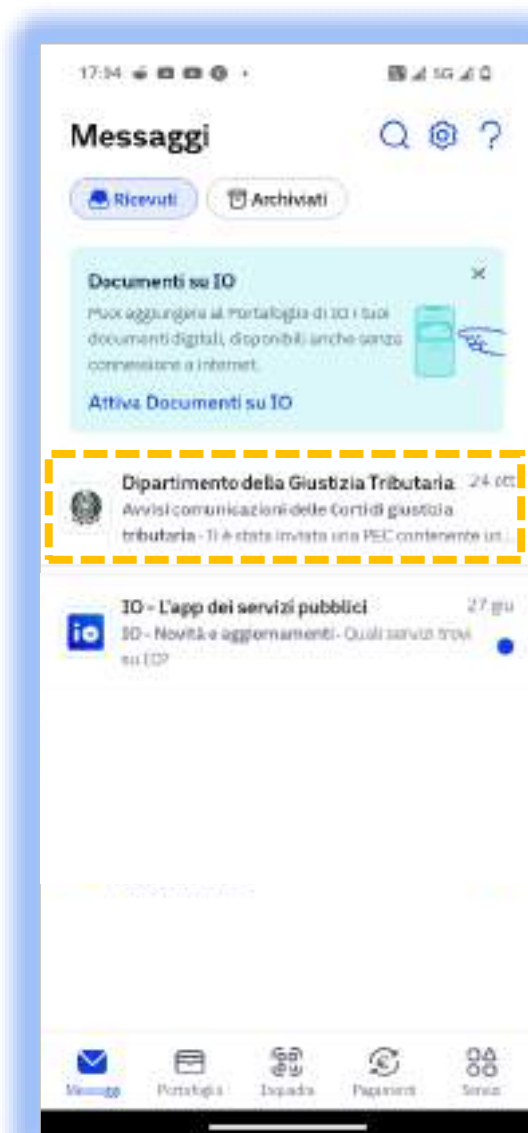 17:14
5G
Messaggi
Ricevuti
Archiviati
Documenti su IO
Puoi aggiungere al Portafoglio di IO i tuoi
documenti digitali, disponibili anche senza
connessione a internet.
Attiva Documenti su IO
Dipartimento della Giustizia Tributaria 24 ott
Avvisi comunicazioni delle Corti di giustizia
tributaria - Ti è stata inviata una PEC contenente un...
IO - L'app dei servizi pubblici 27 giu
io
IO - Novità e aggiornamenti - Quali servizi trovi
su IO?
Messaggi
Portafoglio
Inquadra
Pagamenti
Servizi